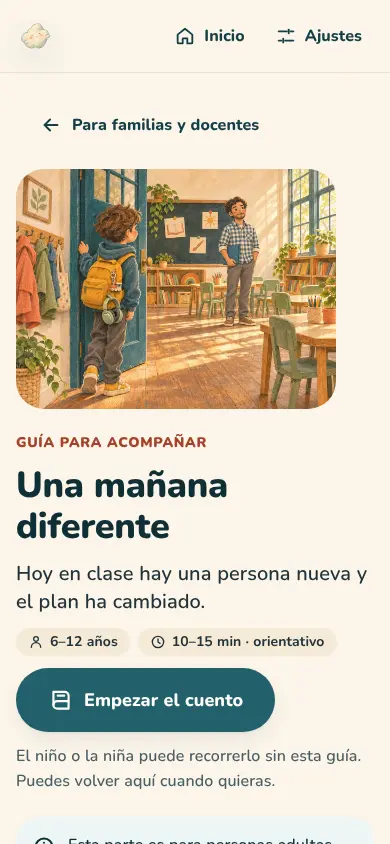 Inicio
Ajustes
Para familias y docentes
GUÍA PARA ACOMPAÑAR
Una mañana
diferente
Hoy en clase hay una persona nueva y
el plan ha cambiado.
6–12 años
10–15 min · orientativo
Empezar el cuento
El niño o la niña puede recorrerlo sin esta guía.
Puedes volver aquí cuando quieras.
Esta parte es para personas adultas